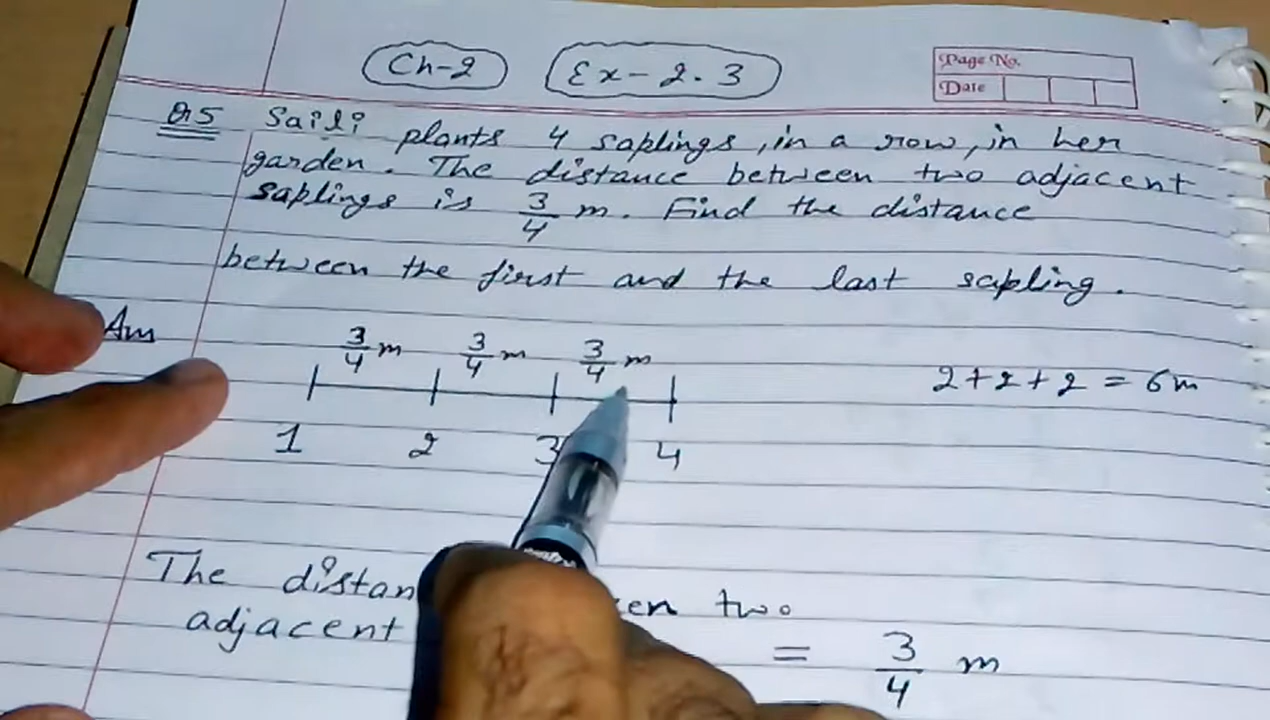 Ch-2
Ex-2.3
Page No.
Date
Q5 Saili plants 4 saplings, in a row, in her
garden. The distance between two adjacent
saplings is 3/4 m. Find the distance
between the first and the last sapling.
Ans
3/4 m 3/4 m 3/4 m
2+2+2 = 6m
1 2 3 4
The distan en two
adjacent
= 3/4 m